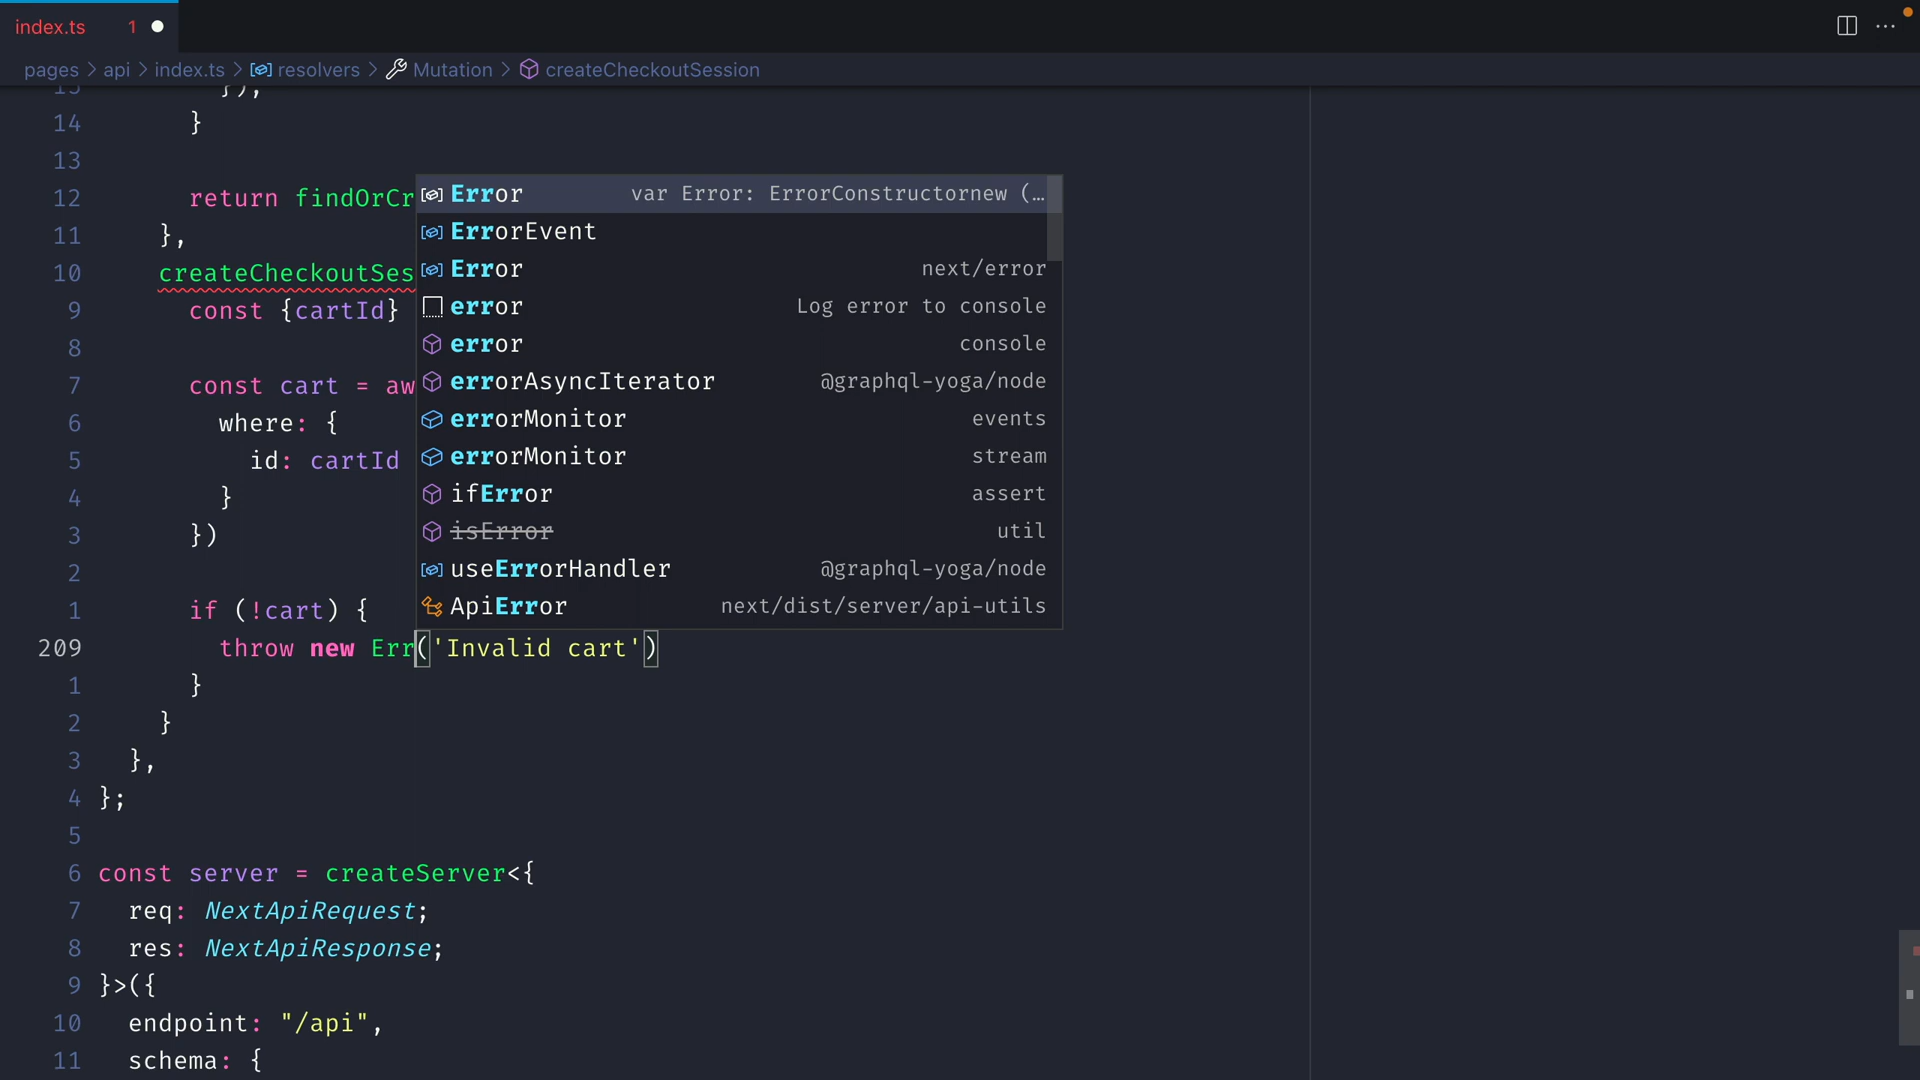 index.ts 1
pages > api > index.ts > resolvers > Mutation > createCheckoutSession
15 });
14 }
13
12 return findOrCr
11 },
10 createCheckoutSes
9 const {cartId}
8
7 const cart = aw
6 where: {
5 id: cartId
4 }
3 })
2
1 if (!cart) {
209 throw new Err('Invalid cart')
1 }
2 }
3 },
4 };
5
6 const server = createServer<{
7 req: NextApiRequest;
8 res: NextApiResponse;
9 }>({
10 endpoint: "/api",
11 schema: {
Error var Error: ErrorConstructornew (…
ErrorEvent
Error next/error
error Log error to console
error console
errorAsyncIterator @graphql-yoga/node
errorMonitor events
errorMonitor stream
ifError assert
isError util
useErrorHandler @graphql-yoga/node
ApiError next/dist/server/api-utils